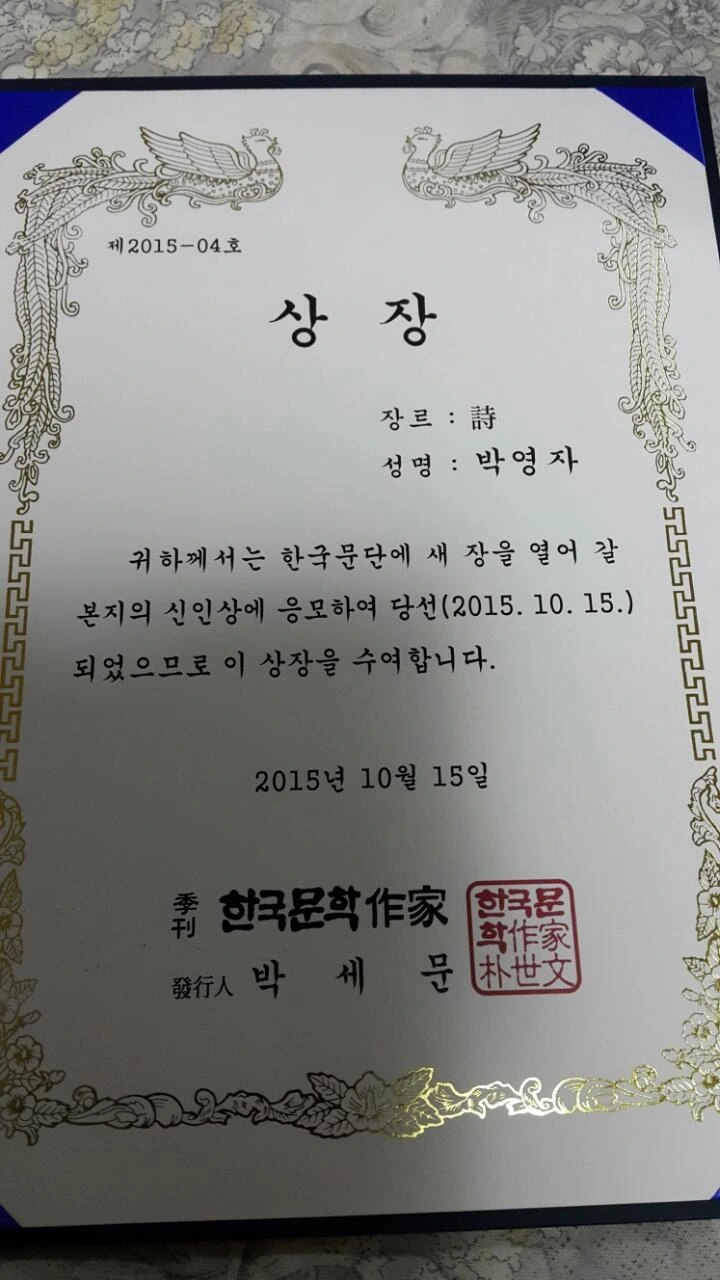 제2015-04호
상 장
장르 : 詩
성명 : 박영자
귀하께서는 한국문단에 새 장을 열어 갈
본지의 신인상에 응모하여 당선(2015. 10. 15.)
되었으므로 이 상장을 수여합니다.
2015년 10월 15일
季刊 한국문학作家
發行人 박 세 문
한국문
학作家
朴世文